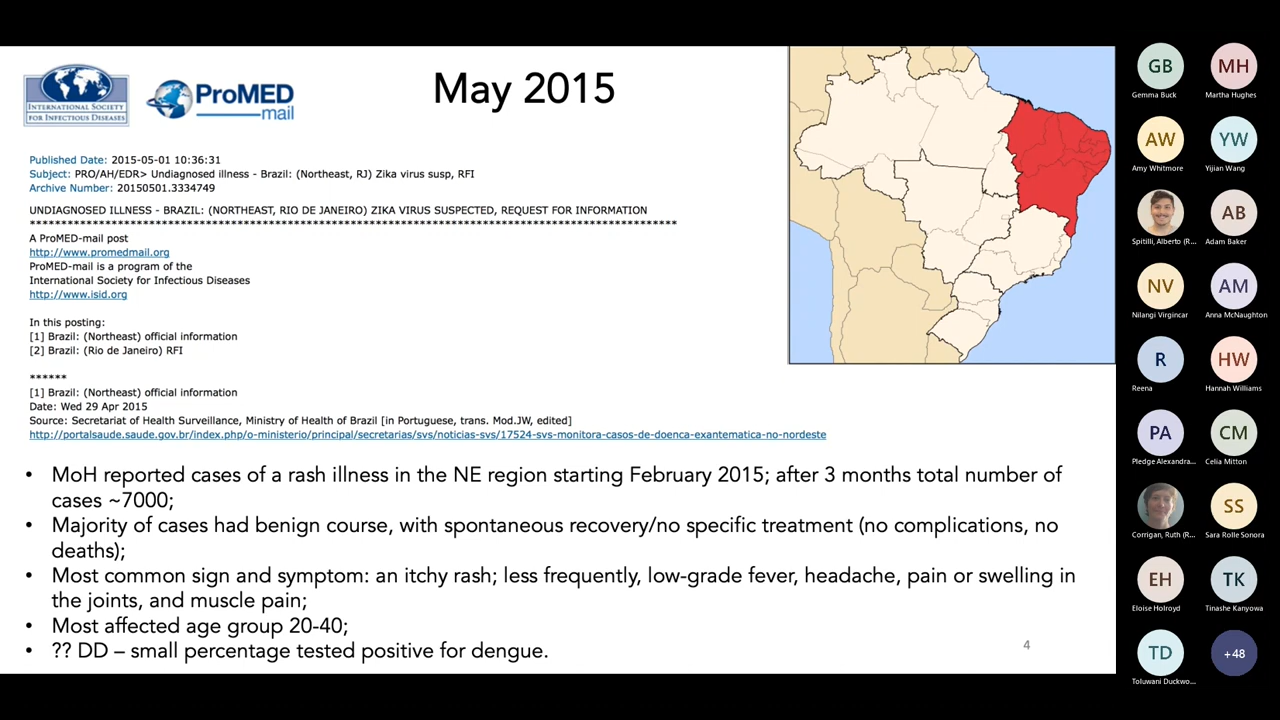 INTERNATIONAL SOCIETY
FOR INFECTIOUS DISEASES
ProMED
mail
May 2015
Published Date: 2015-05-01 10:36:31
Subject: PRO/AH/EDR> Undiagnosed illness - Brazil: (Northeast, RJ) Zika virus susp, RFI
Archive Number: 20150501.3334749
UNDIAGNOSED ILLNESS - BRAZIL: (NORTHEAST, RIO DE JANEIRO) ZIKA VIRUS SUSPECTED, REQUEST FOR INFORMATION
*******************************************************************************************
A ProMED-mail post
http://www.promedmail.org
ProMED-mail is a program of the
International Society for Infectious Diseases
http://www.isid.org
In this posting:
[1] Brazil: (Northeast) official information
[2] Brazil: (Rio de Janeiro) RFI
******
[1] Brazil: (Northeast) official information
Date: Wed 29 Apr 2015
Source: Secretariat of Health Surveillance, Ministry of Health of Brazil [in Portuguese, trans. Mod.JW, edited]
http://portalsaude.saude.gov.br/index.php/o-ministerio/principal/secretarias/svs/noticias-svs/17524-svs-monitora-casos-de-doenca-exantematica-no-nordeste
• MoH reported cases of a rash illness in the NE region starting February 2015; after 3 months total number of
cases ~7000;
• Majority of cases had benign course, with spontaneous recovery/no specific treatment (no complications, no
deaths);
• Most common sign and symptom: an itchy rash; less frequently, low-grade fever, headache, pain or swelling in
the joints, and muscle pain;
• Most affected age group 20-40;
• ?? DD – small percentage tested positive for dengue.
4
GB
Gemma Buck
MH
Martha Hughes
AW
Amy Whitmore
YW
Yijian Wang
Spitilli, Alberto (R...
AB
Adam Baker
NV
Nilangi Virgincar
AM
Anna McNaughton
R
Reena
HW
Hannah Williams
PA
Pledge Alexandra...
CM
Celia Mitton
Corrigan, Ruth (R...
SS
Sara Rolle Sonora
EH
Eloise Holroyd
TK
Tinashe Kanyowa
TD
Toluwani Duckwo...
+48